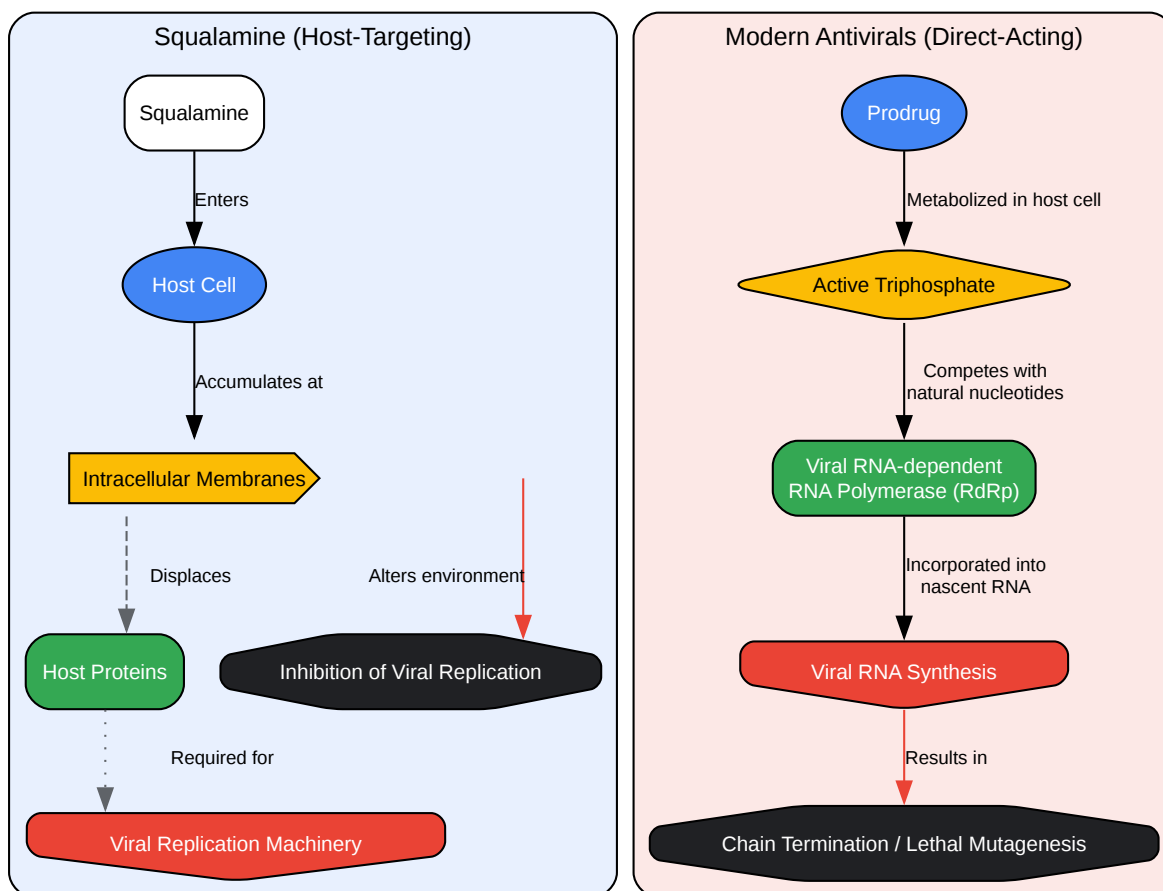 Squalamine (Host-Targeting)
Squalamine
Enters
Host Cell
Accumulates at
Intracellular Membranes
Displaces
Alters environment
Host Proteins
Inhibition of Viral Replication
Required for
Viral Replication Machinery
Modern Antivirals (Direct-Acting)
Prodrug
Metabolized in host cell
Active Triphosphate
Competes with
natural nucleotides
Viral RNA-dependent
RNA Polymerase (RdRp)
Incorporated into
nascent RNA
Viral RNA Synthesis
Results in
Chain Termination / Lethal Mutagenesis